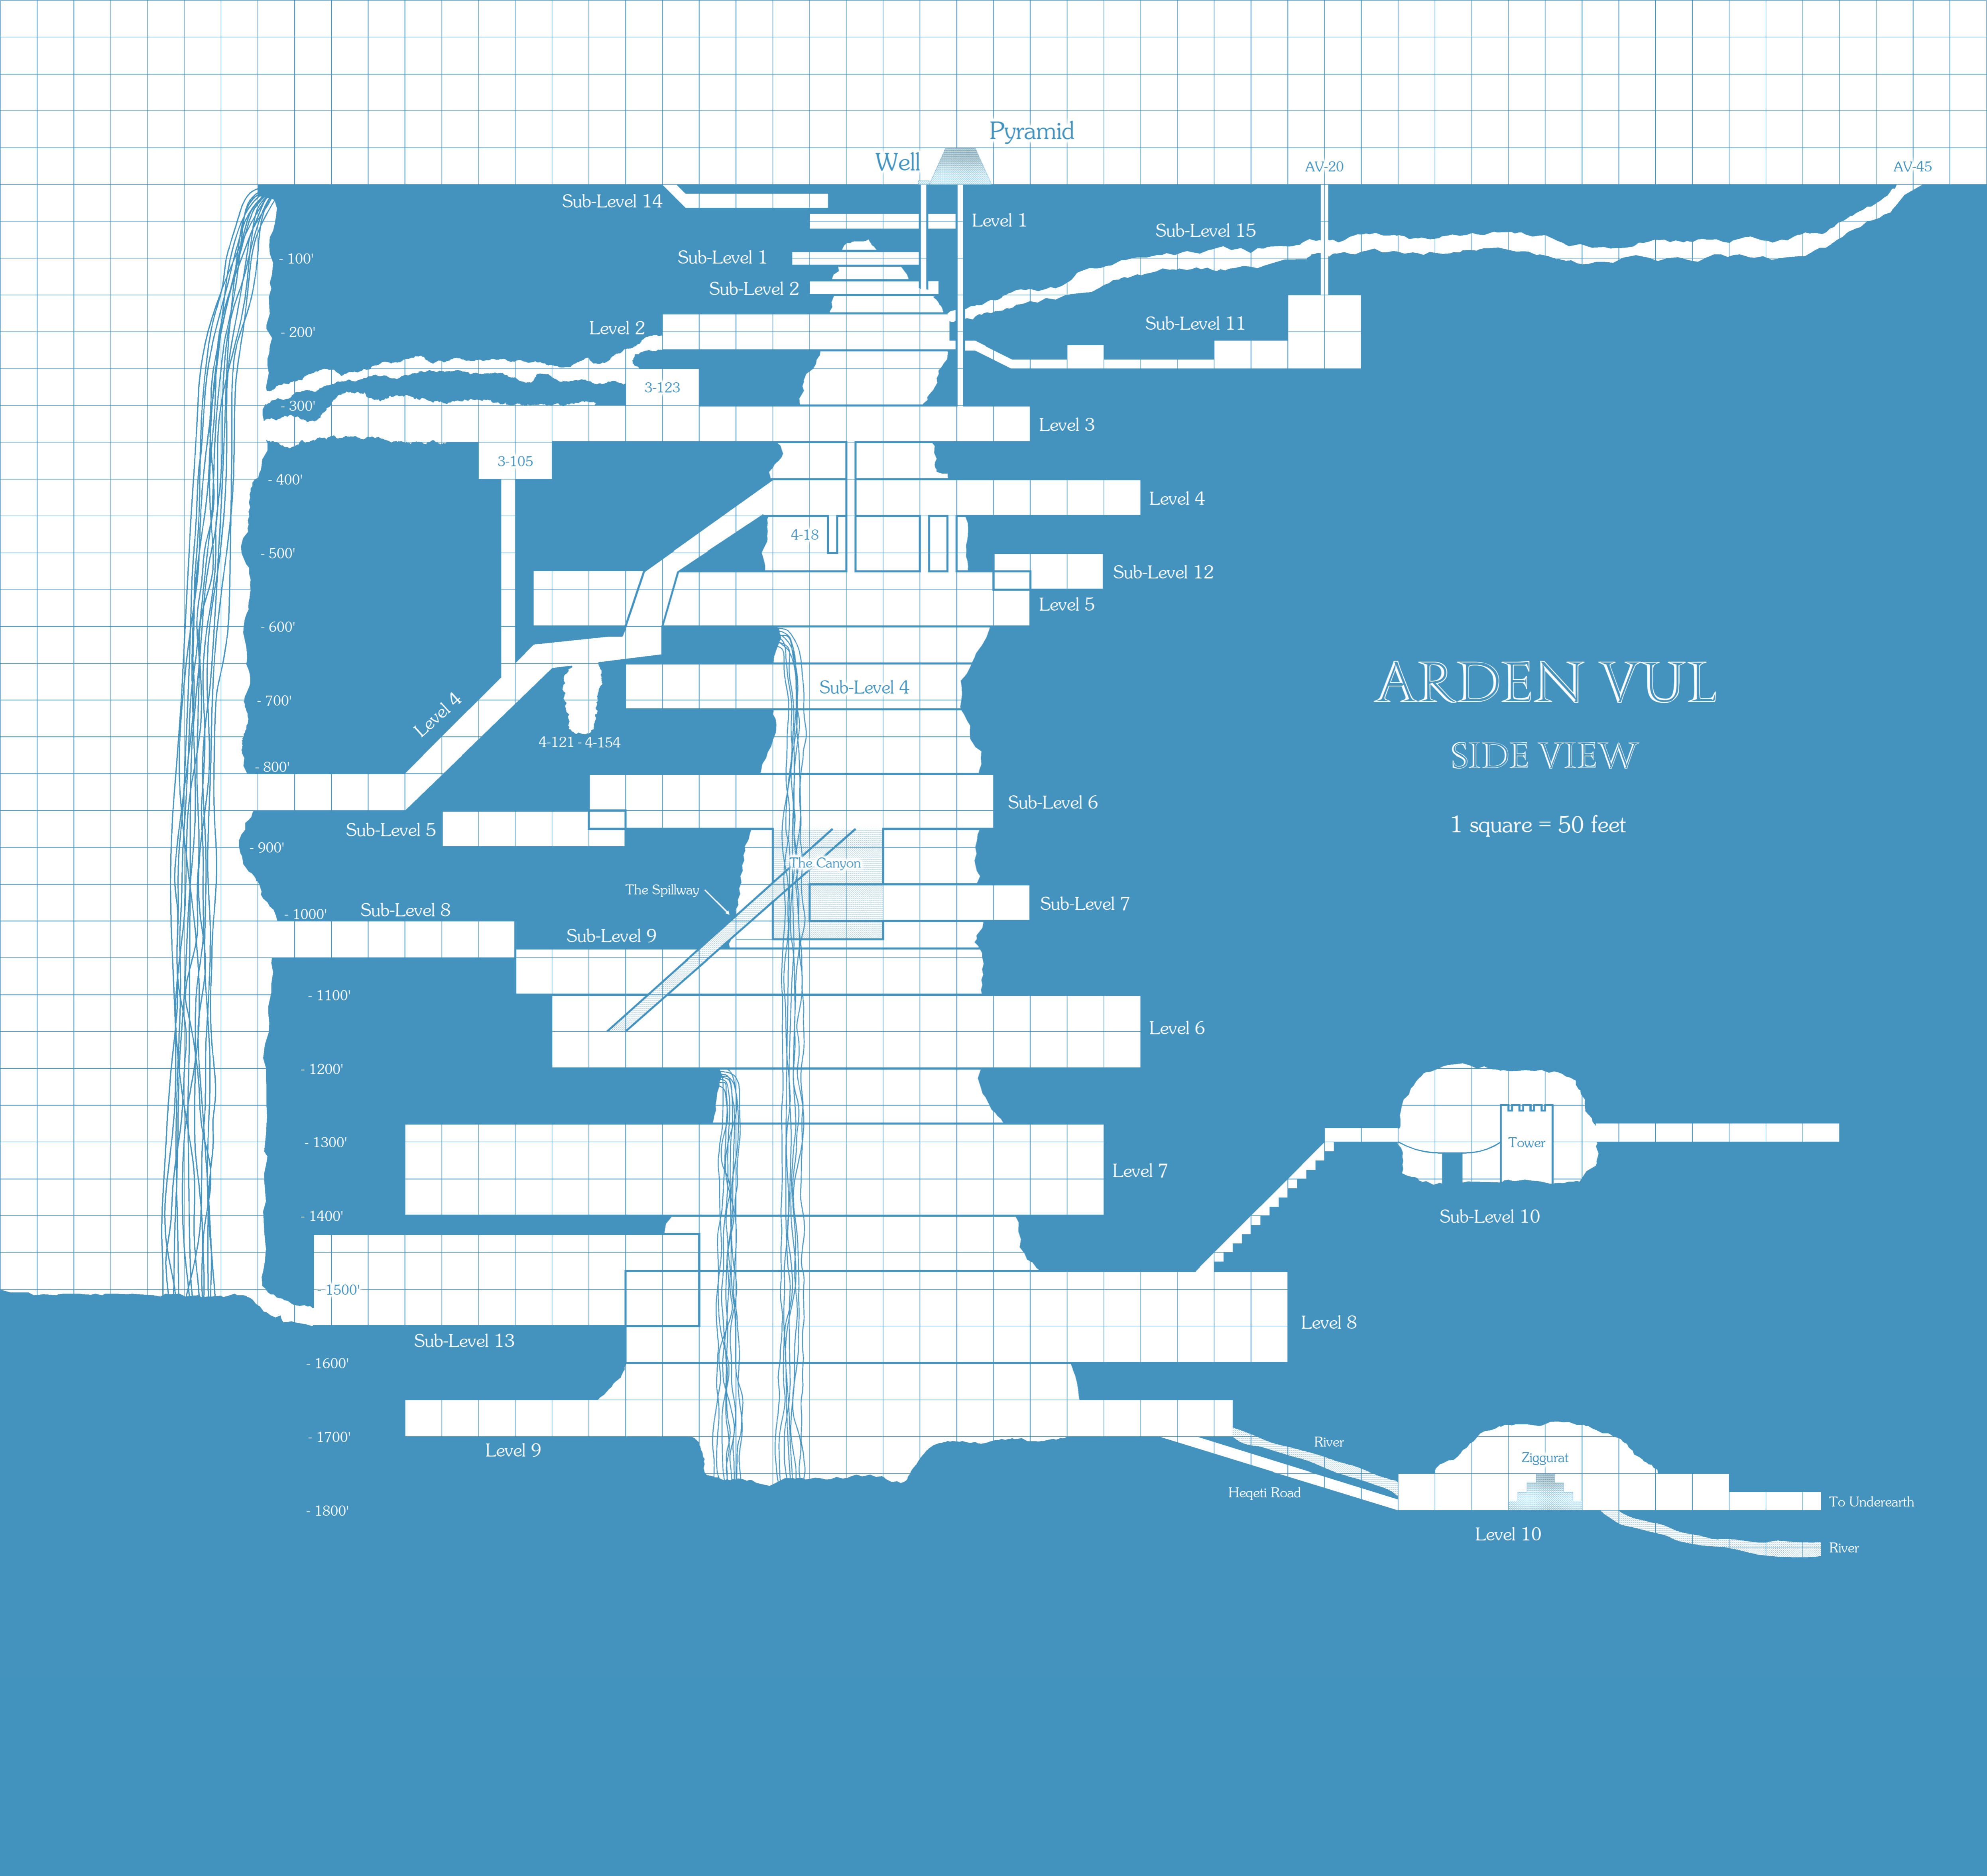 Pyramid
Well
AV-20
AV-45
Sub-Level 14
Level 1
Sub-Level 15
Sub-Level 1
- 100'
Sub-Level 2
Sub-Level 11
Level 2
- 200'
3-123
- 300'
Level 3
3-105
- 400'
Level 4
4-18
- 500'
Sub-Level 12
Level 5
- 600'
Sub-Level 4
ARDEN VUL
- 700'
Level 4
4-121 - 4-154
SIDE VIEW
- 800'
Sub-Level 6
1 square = 50 feet
Sub-Level 5
- 900'
The Canyon
The Spillway
Sub-Level 7
Sub-Level 8
- 1000'
Sub-Level 9
- 1100'
Level 6
- 1200'
- 1300'
Tower
Level 7
- 1400'
Sub-Level 10
- 1500'
Level 8
Sub-Level 13
- 1600'
- 1700'
River
Level 9
Ziggurat
Heqeti Road
To Underearth
- 1800'
Level 10
River